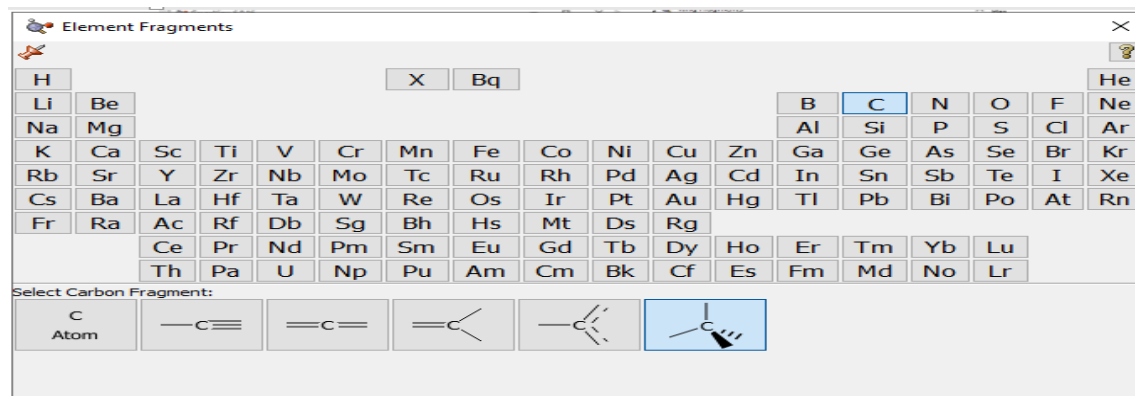 Element Fragments
H X Bq He
Li Be B C N O F Ne
Na Mg Al Si P S Cl Ar
K Ca Sc Ti V Cr Mn Fe Co Ni Cu Zn Ga Ge As Se Br Kr
Rb Sr Y Zr Nb Mo Tc Ru Rh Pd Ag Cd In Sn Sb Te I Xe
Cs Ba La Hf Ta W Re Os Ir Pt Au Hg Tl Pb Bi Po At Rn
Fr Ra Ac Rf Db Sg Bh Hs Mt Ds Rg
Ce Pr Nd Pm Sm Eu Gd Tb Dy Ho Er Tm Yb Lu
Th Pa U Np Pu Am Cm Bk Cf Es Fm Md No Lr
Select Carbon Fragment:
C
Atom
C
C
C
C
C